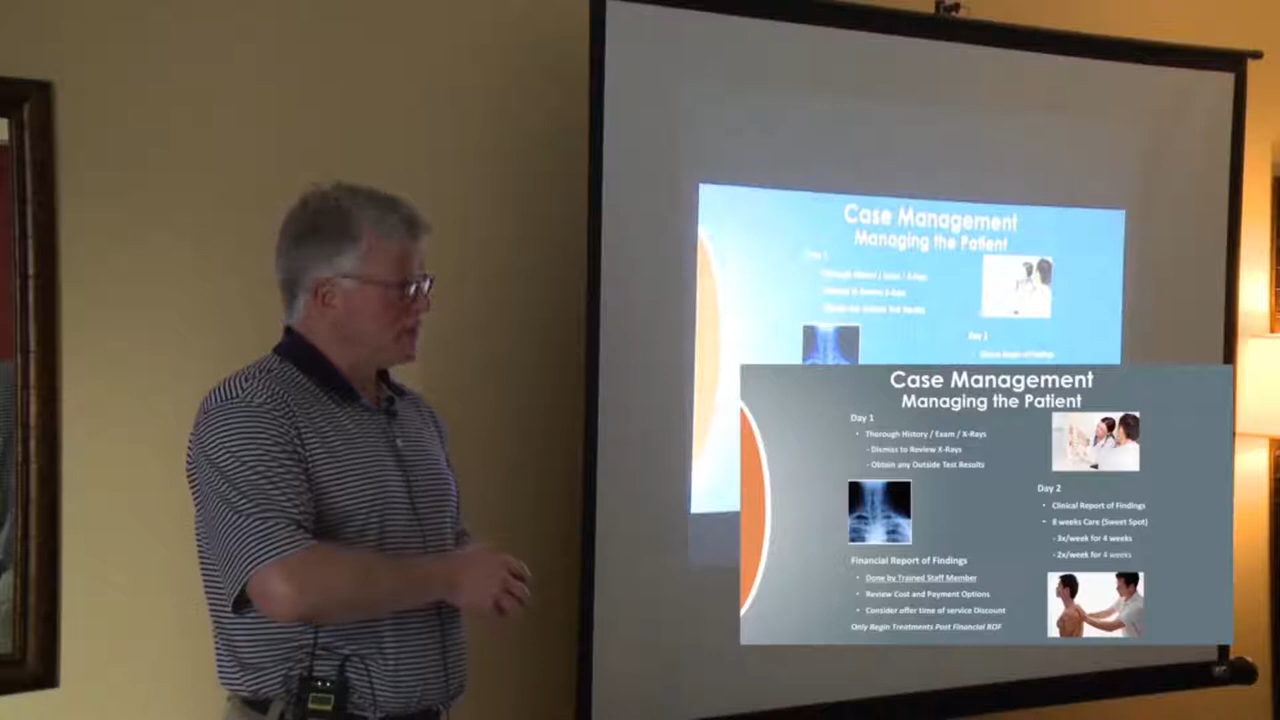 Case Management
Managing the Patient
Case Management
Managing the Patient
Day 1
• Thorough History / Exam / X-Rays
- Dismiss to Review X-Rays
- Obtain any Outside Test Results
Day 2
• Clinical Report of Findings
• 8 weeks Care (Sweet Spot)
- 3x/week for 4 weeks
- 2x/week for 4 weeks
Financial Report of Findings
• Done by Trained Staff Member
• Review Cost and Payment Options
• Consider offer time of service Discount
Only Begin Treatments Post Financial ROF